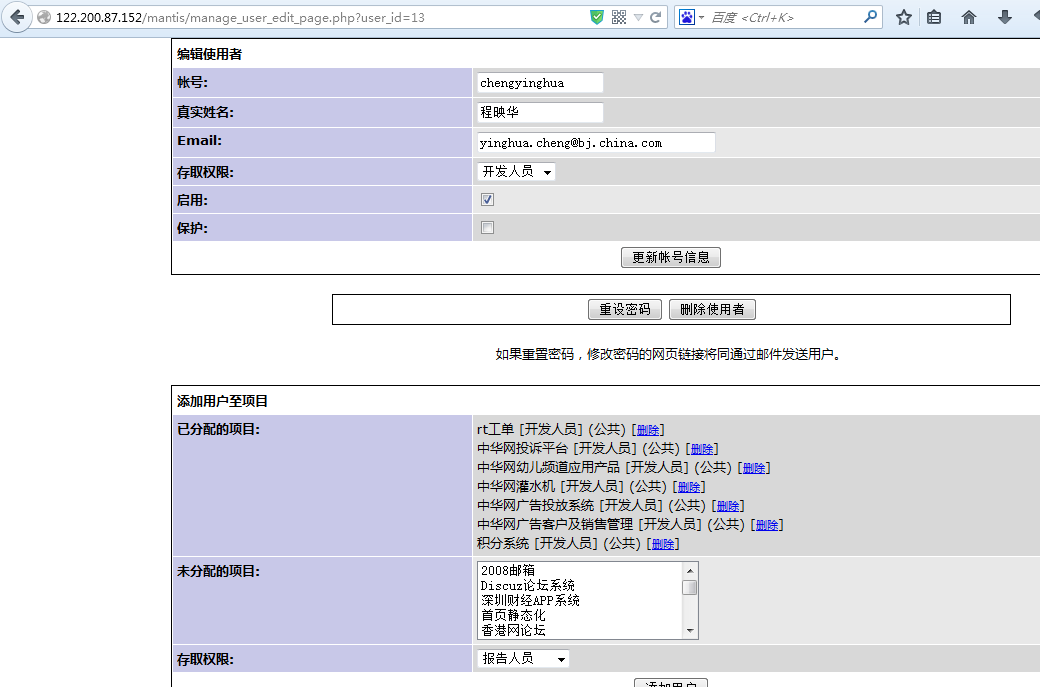 122.200.87.152/mantis/manage_user_edit_page.php?user_id=13
百度 <Ctrl+K>
编辑使用者
帐号: chengyinghua
真实姓名: 程映华
Email: yinghua.cheng@bj.china.com
存取权限: 开发人员
启用:
保护:
更新帐号信息
重设密码 删除使用者
如果重置密码，修改密码的网页链接将同通过邮件发送用户。
添加用户至项目
已分配的项目: rt工单 [开发人员] (公共) [删除]
中华网投诉平台 [开发人员] (公共) [删除]
中华网幼儿频道应用产品 [开发人员] (公共) [删除]
中华网灌水机 [开发人员] (公共) [删除]
中华网广告投放系统 [开发人员] (公共) [删除]
中华网广告客户及销售管理 [开发人员] (公共) [删除]
积分系统 [开发人员] (公共) [删除]
未分配的项目: 2008邮箱
Discuz论坛系统
深圳财经APP系统
首页静态化
香港网论坛
存取权限: 报告人员
添加用户